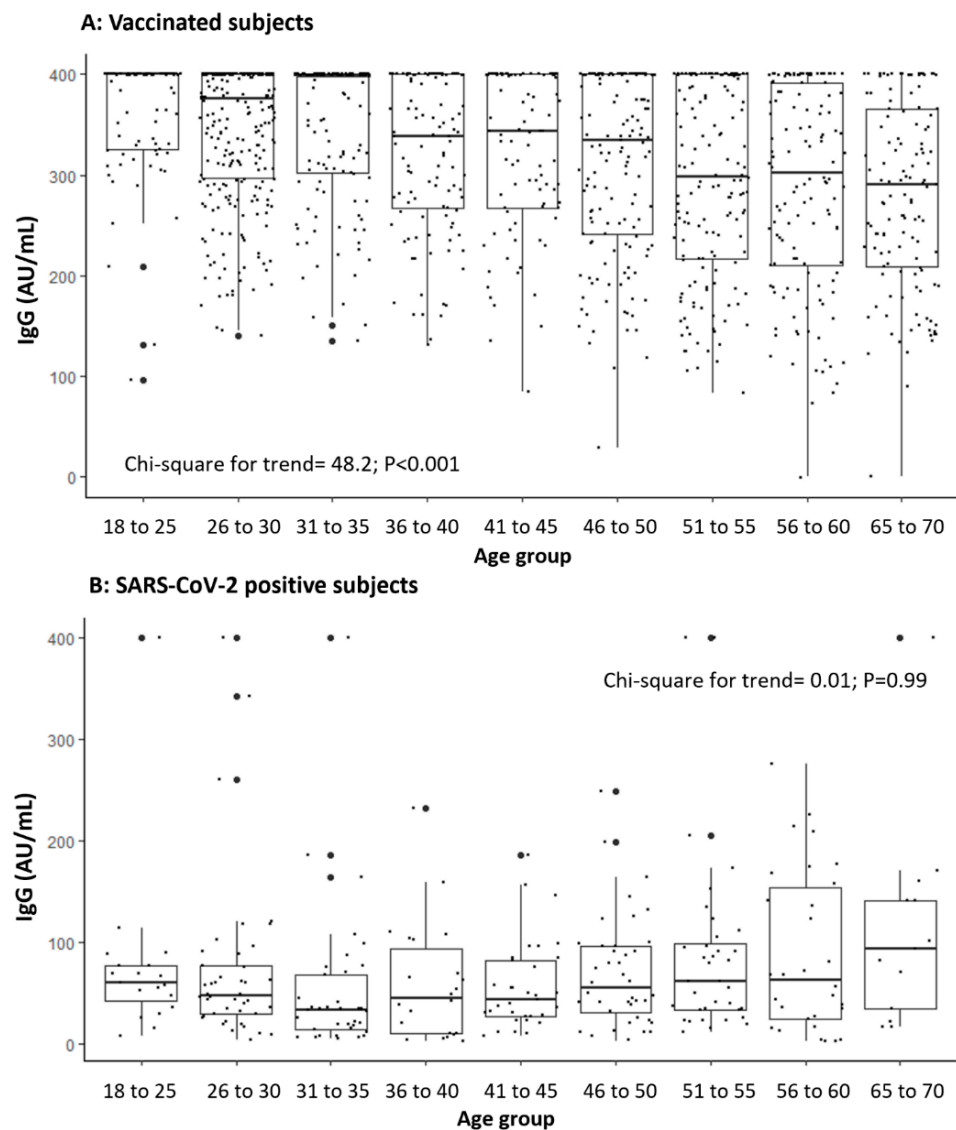 A: Vaccinated subjects
400
300
200
100
0
IgG (AU/mL)
Chi-square for trend= 48.2; P<0.001
18 to 25 26 to 30 31 to 35 36 to 40 41 to 45 46 to 50 51 to 55 56 to 60 65 to 70
Age group
B: SARS-CoV-2 positive subjects
400
300
200
100
0
IgG (AU/mL)
Chi-square for trend= 0.01; P=0.99
18 to 25 26 to 30 31 to 35 36 to 40 41 to 45 46 to 50 51 to 55 56 to 60 65 to 70
Age group